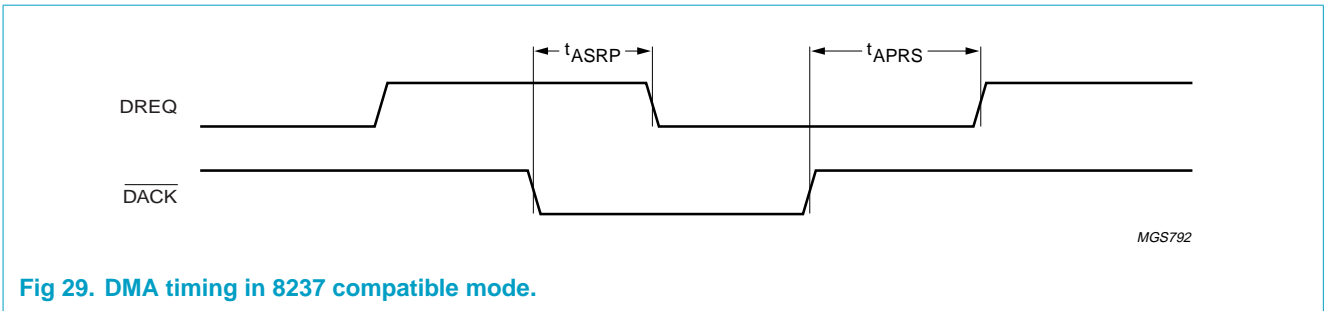 tASRP
tAPRS
DREQ
DACK
MGS792
Fig 29. DMA timing in 8237 compatible mode.